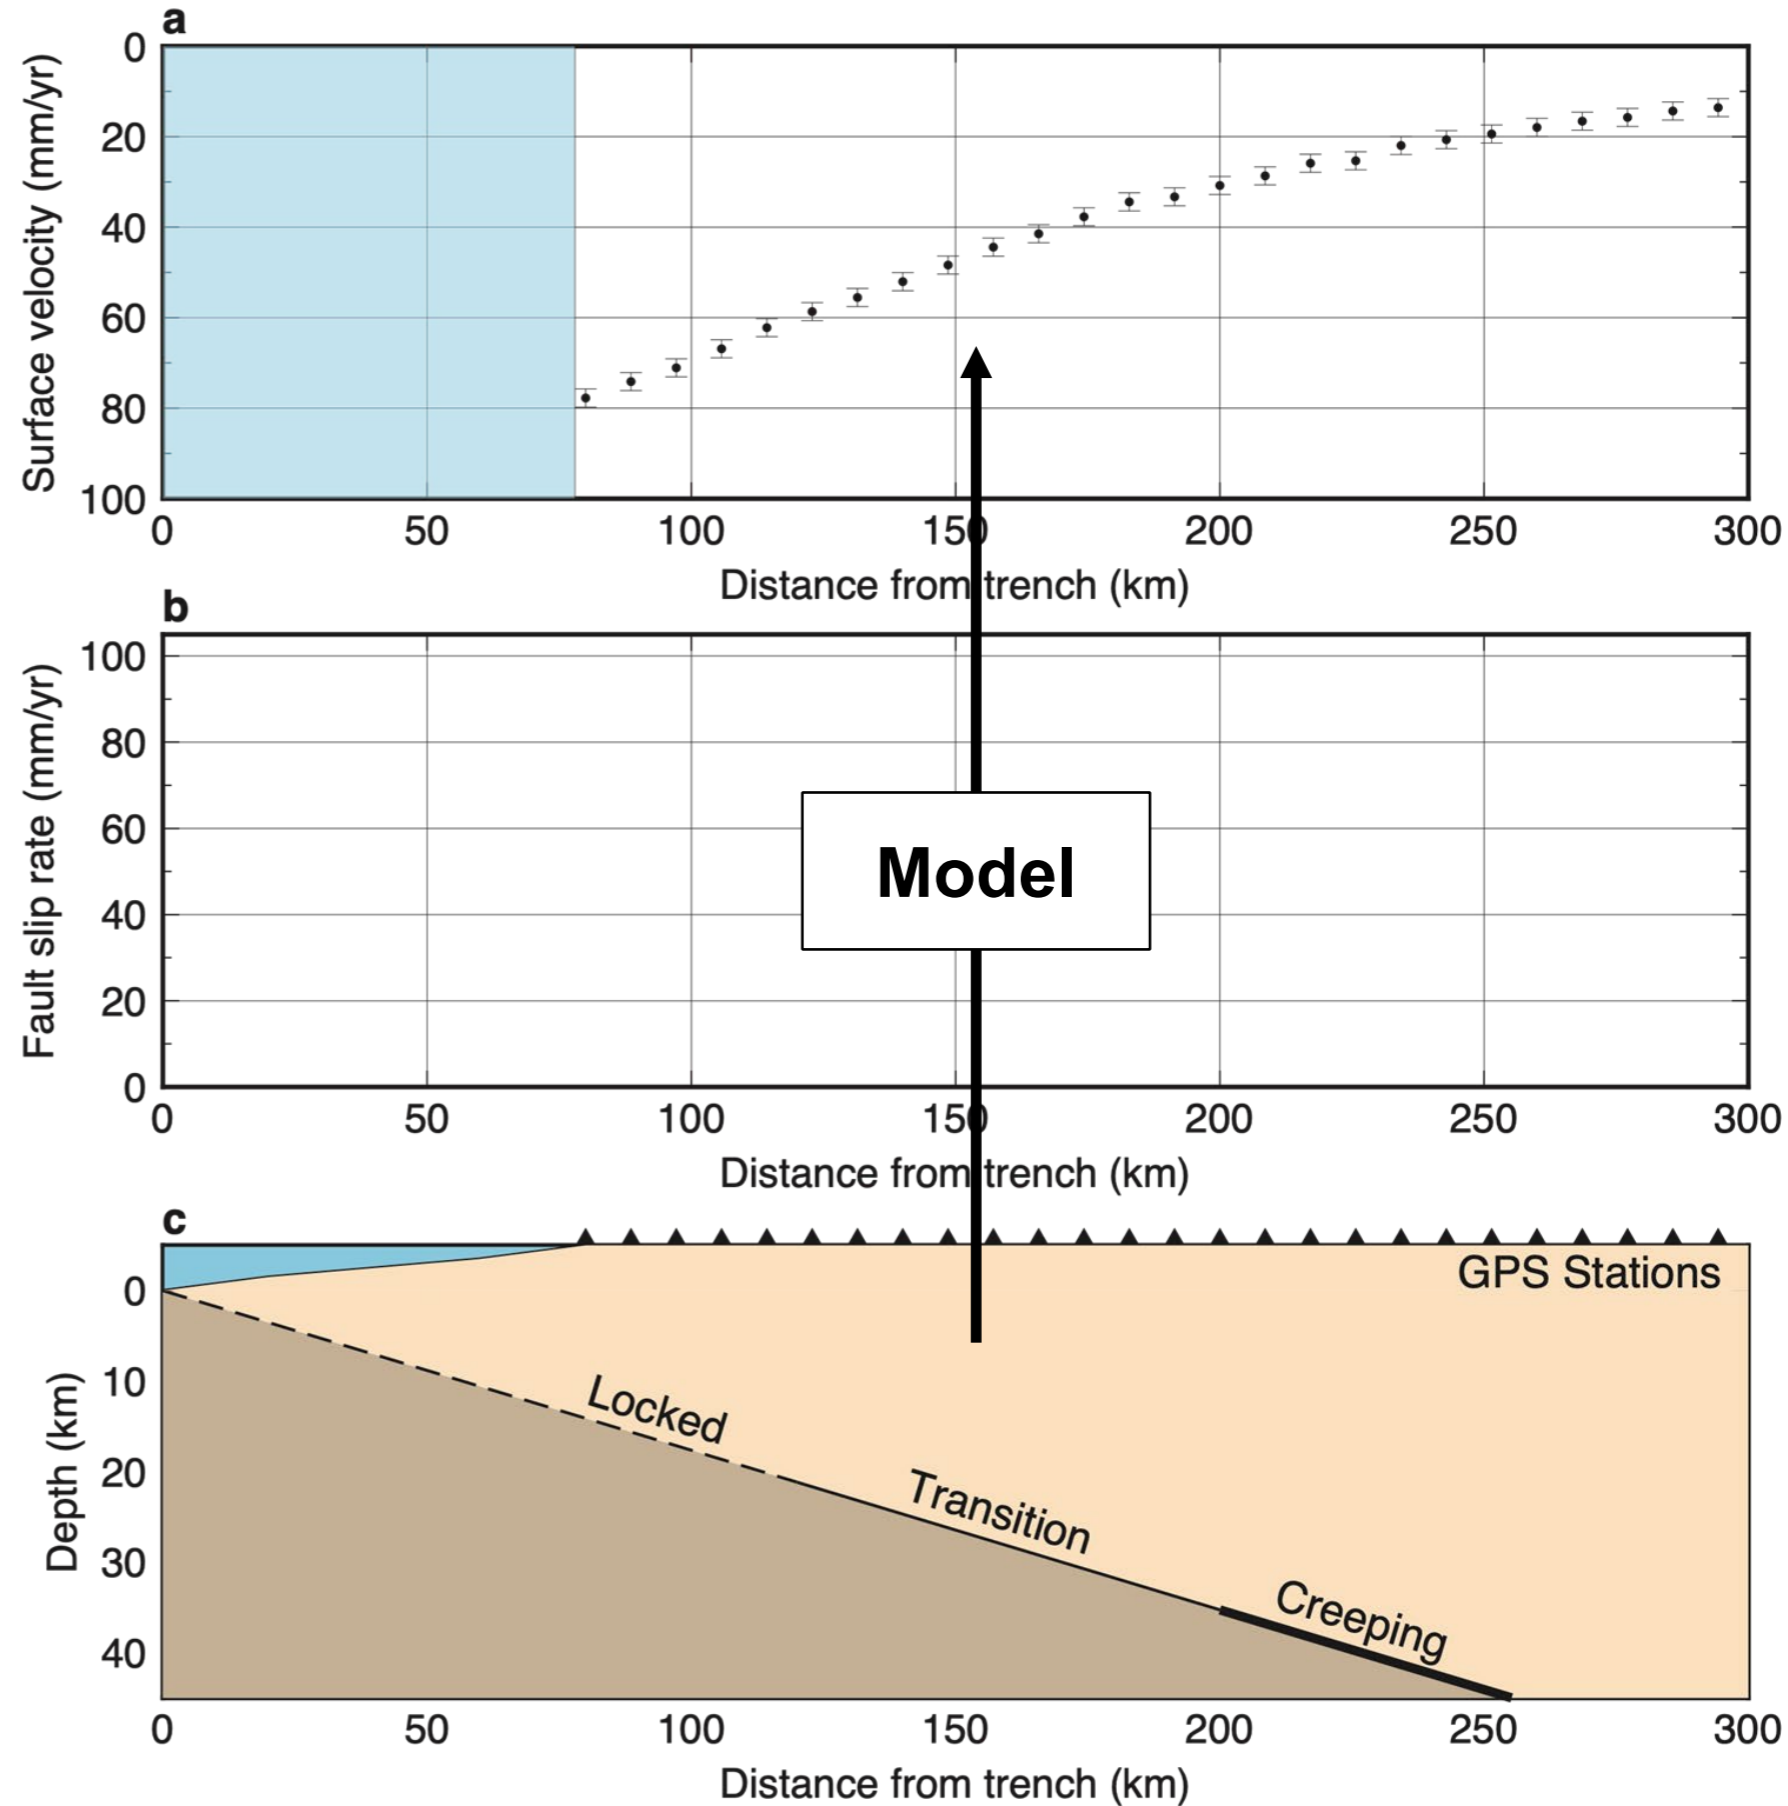 a
Surface velocity (mm/yr)
0
20
40
60
80
100
0 50 100 150 200 250 300
Distance from trench (km)
b
Fault slip rate (mm/yr)
100
80
60
40
20
0
Model
0 50 100 150 200 250 300
Distance from trench (km)
c
GPS Stations
Depth (km)
0
10
20
30
40
Locked
Transition
Creeping
0 50 100 150 200 250 300
Distance from trench (km)